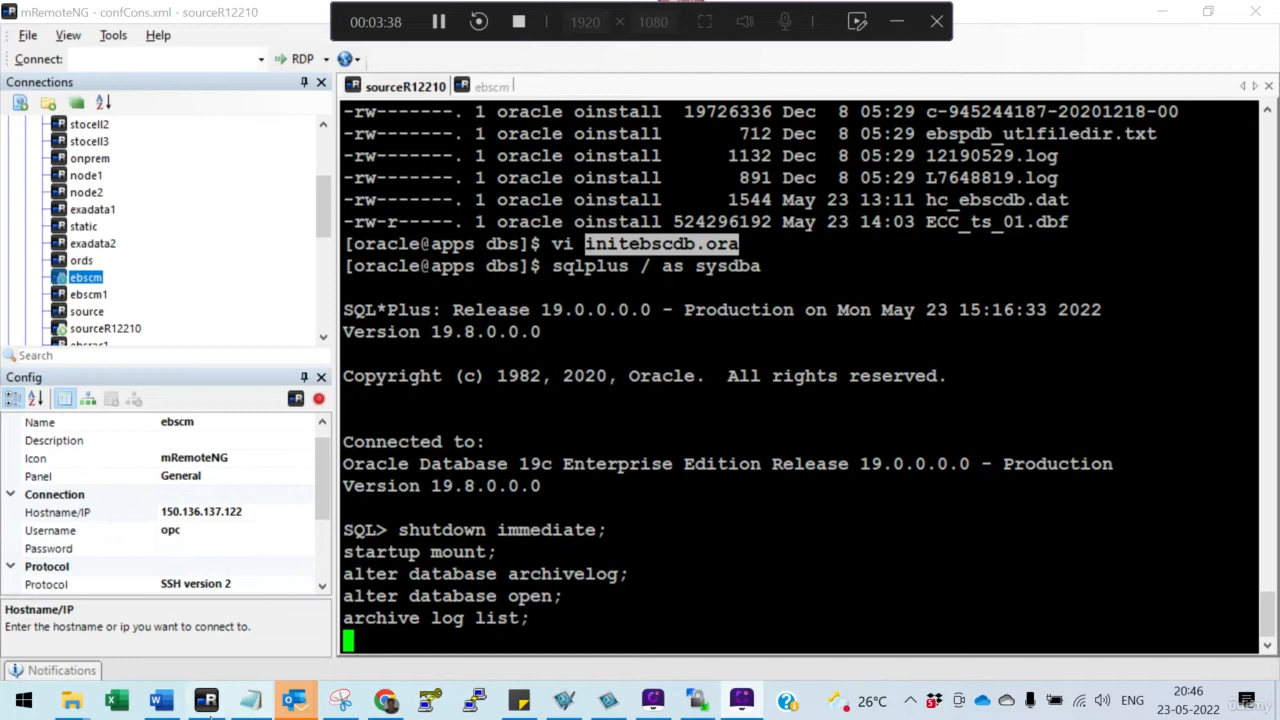 mRemoteNG - confCons.xml - sourceR12210
00:03:38
1920 × 1080
File View Tools Help
Connect:
RDP
Connections
sourceR12210
ebscm
stocell2
stocell3
onprem
node1
node2
exadata1
static
exadata2
ords
ebscm
ebscm1
source
sourceR12210
Search
Config
Name ebscm
Description
Icon mRemoteNG
Panel General
Connection
Hostname/IP 150.136.137.122
Username opc
Password
Protocol
Protocol SSH version 2
Hostname/IP
Enter the hostname or ip you want to connect to.
Notifications
-rw-------. 1 oracle oinstall 19726336 Dec 8 05:29 c-945244187-20201218-00
-rw-------. 1 oracle oinstall 712 Dec 8 05:29 ebspdb_utlfiledir.txt
-rw-------. 1 oracle oinstall 1132 Dec 8 05:29 12190529.log
-rw-------. 1 oracle oinstall 891 Dec 8 05:29 L7648819.log
-rw-------. 1 oracle oinstall 1544 May 23 13:11 hc_ebscdb.dat
-rw-r-----. 1 oracle oinstall 524296192 May 23 14:03 ECC_ts_01.dbf
[oracle@apps dbs]$ vi initebscdb.ora
[oracle@apps dbs]$ sqlplus / as sysdba
SQL*Plus: Release 19.0.0.0.0 - Production on Mon May 23 15:16:33 2022
Version 19.8.0.0.0
Copyright (c) 1982, 2020, Oracle. All rights reserved.
Connected to:
Oracle Database 19c Enterprise Edition Release 19.0.0.0.0 - Production
Version 19.8.0.0.0
SQL> shutdown immediate;
startup mount;
alter database archivelog;
alter database open;
archive log list;
26°C
ENG
20:46
23-05-2022
Udemy